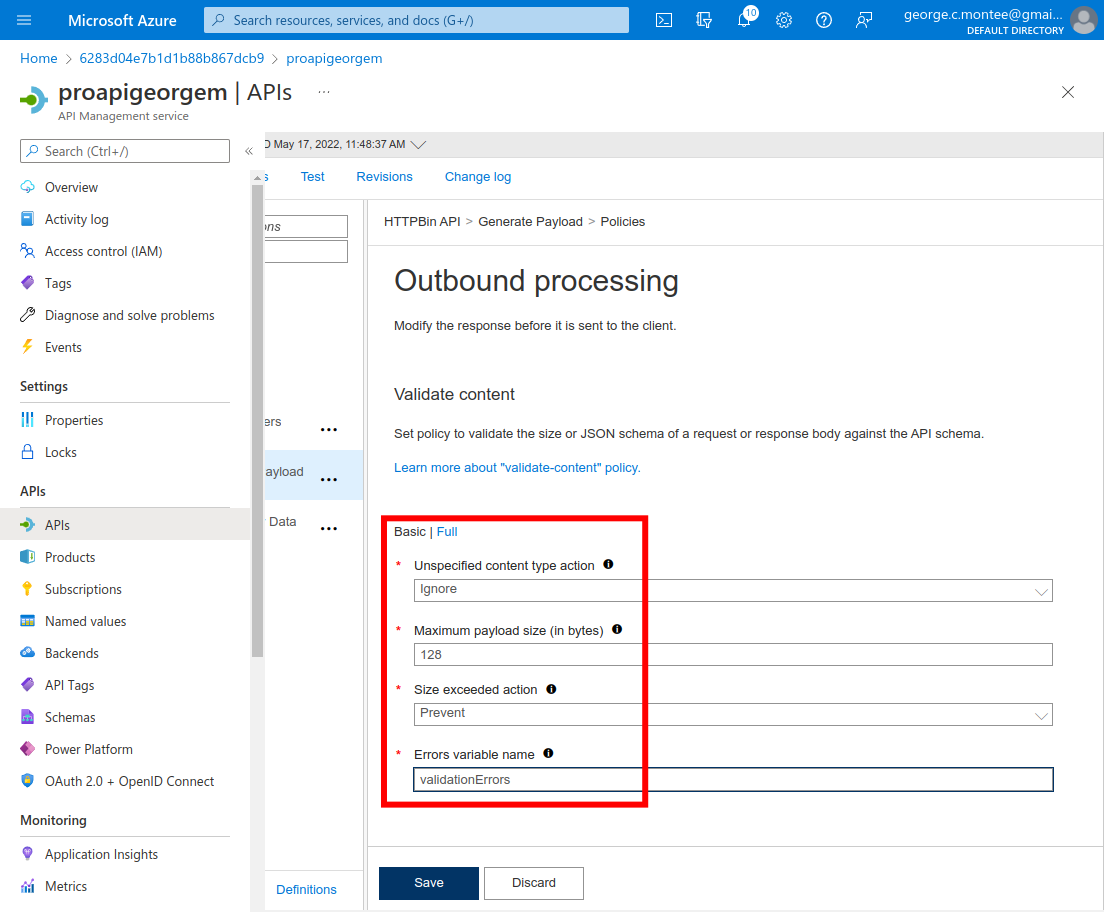 Microsoft Azure
Search resources, services, and docs (G+/)
10
george.c.montee@gmai...
DEFAULT DIRECTORY
Home > 6283d04e7b1d1b88b867dcb9 > proapigeorgem
proapigeorgem | APIs ...
API Management service
Search (Ctrl+/)
«
Overview
Activity log
Access control (IAM)
Tags
Diagnose and solve problems
Events
Settings
Properties
Locks
APIs
APIs
Products
Subscriptions
Named values
Backends
API Tags
Schemas
Power Platform
OAuth 2.0 + OpenID Connect
Monitoring
Application Insights
Metrics
D May 17, 2022, 11:48:37 AM
s Test Revisions Change log
ons
ers ...
ayload ...
Data ...
Definitions
HTTPBin API > Generate Payload > Policies
Outbound processing
Modify the response before it is sent to the client.
Validate content
Set policy to validate the size or JSON schema of a request or response body against the API schema.
Learn more about "validate-content" policy.
Basic | Full
* Unspecified content type action
Ignore
* Maximum payload size (in bytes)
128
* Size exceeded action
Prevent
* Errors variable name
validationErrors
Save Discard